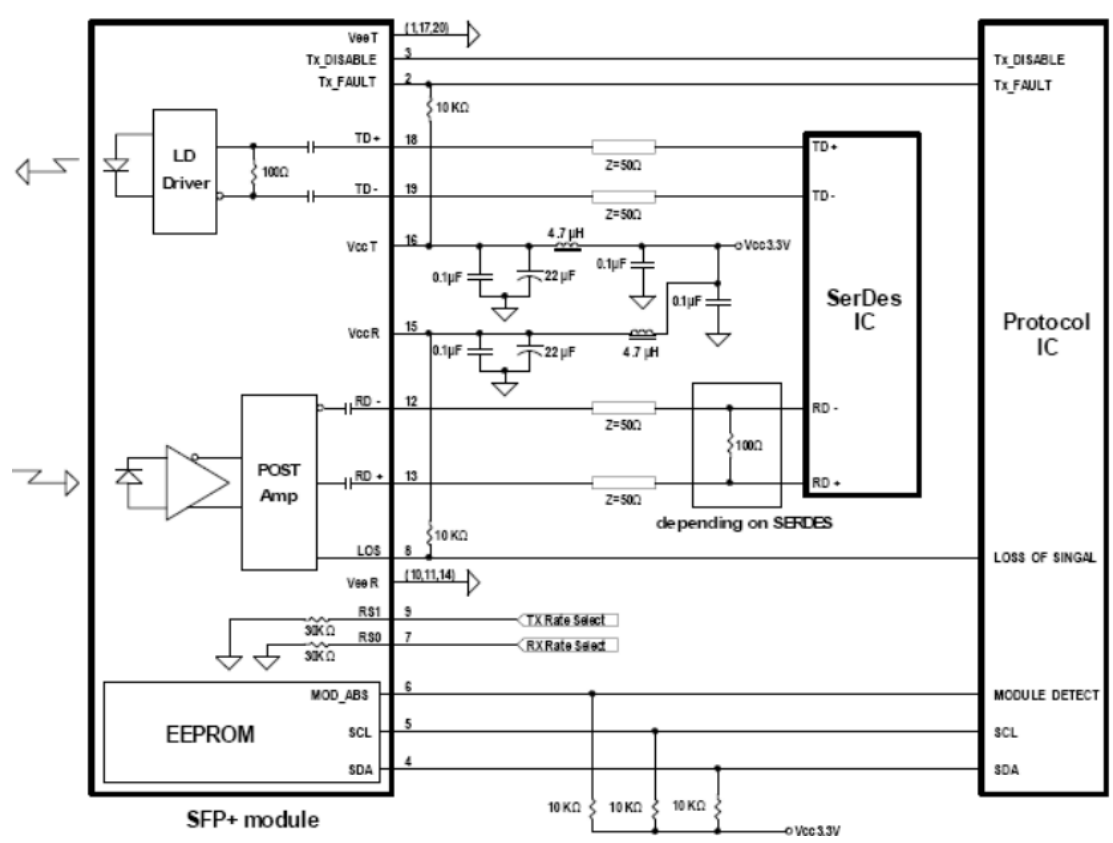 VeeT
(1,17,20)
Tx_DISABLE
3
Tx_DISABLE
Tx_FAULT
2
Tx_FAULT
10 KΩ
LD
Driver
100Ω
TD+
18
Z=50Ω
TD+
TD-
19
Z=50Ω
TD-
VccT
16
4.7 µH
Vcc3.3V
0.1µF
22 µF
0.1µF
0.1µF
SerDes
IC
Protocol
IC
VccR
15
0.1µF
22 µF
4.7 µH
RD -
12
Z=50Ω
RD -
100Ω
POST
Amp
RD +
13
Z=50Ω
RD +
depending on SERDES
10 KΩ
LOS
8
LOSS OF SINGAL
VeeR
(10,11,14)
RS1
9
TX Rate Select
30KΩ
RS0
7
RX Rate Select
30KΩ
MOD_ABS
6
MODULE DETECT
EEPROM
SCL
5
SCL
SDA
4
SDA
10 KΩ
10 KΩ
10 KΩ
Vcc3.3V
SFP+ module